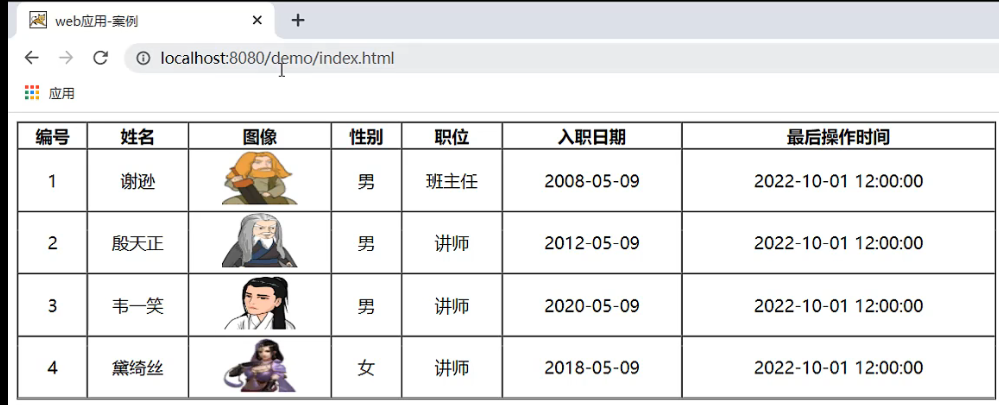 web应用-案例
localhost:8080/demo/index.html
应用
编号 姓名 图像 性别 职位 入职日期 最后操作时间
1 谢逊 男 班主任 2008-05-09 2022-10-01 12:00:00
2 殷天正 男 讲师 2012-05-09 2022-10-01 12:00:00
3 韦一笑 男 讲师 2020-05-09 2022-10-01 12:00:00
4 黛绮丝 女 讲师 2018-05-09 2022-10-01 12:00:00